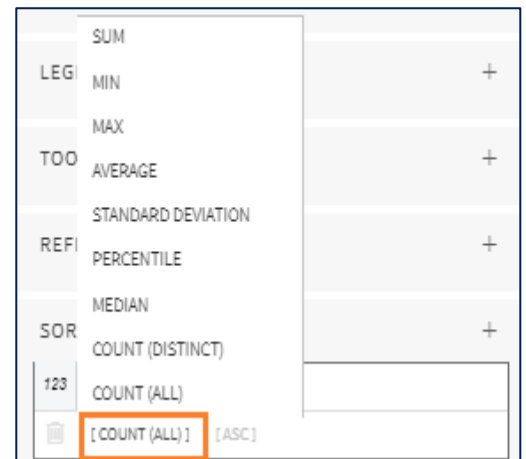 SUM
LEG
MIN
+
MAX
TOO
AVERAGE
+
STANDARD DEVIATION
REF
PERCENTILE
+
MEDIAN
SOR
COUNT (DISTINCT)
+
123
COUNT (ALL)
[COUNT (ALL)] [ASC]